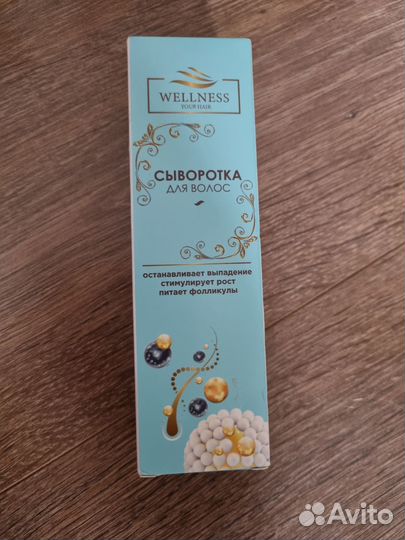 WELLNESS
YOUR HAIR
СЫВОРОТКА
ДЛЯ ВОЛОС
останавливает выпадение
стимулирует рост
питает фолликулы
Avito